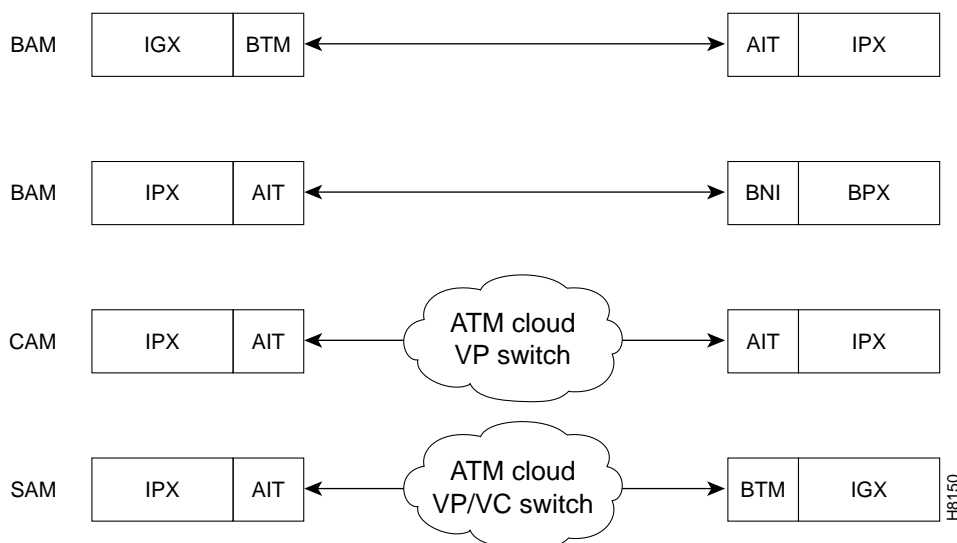 BAM IGX BTM AIT IPX
BAM IPX AIT BNI BPX
CAM IPX AIT ATM cloud
VP switch AIT IPX
SAM IPX AIT ATM cloud
VP/VC switch BTM IGX
H8150